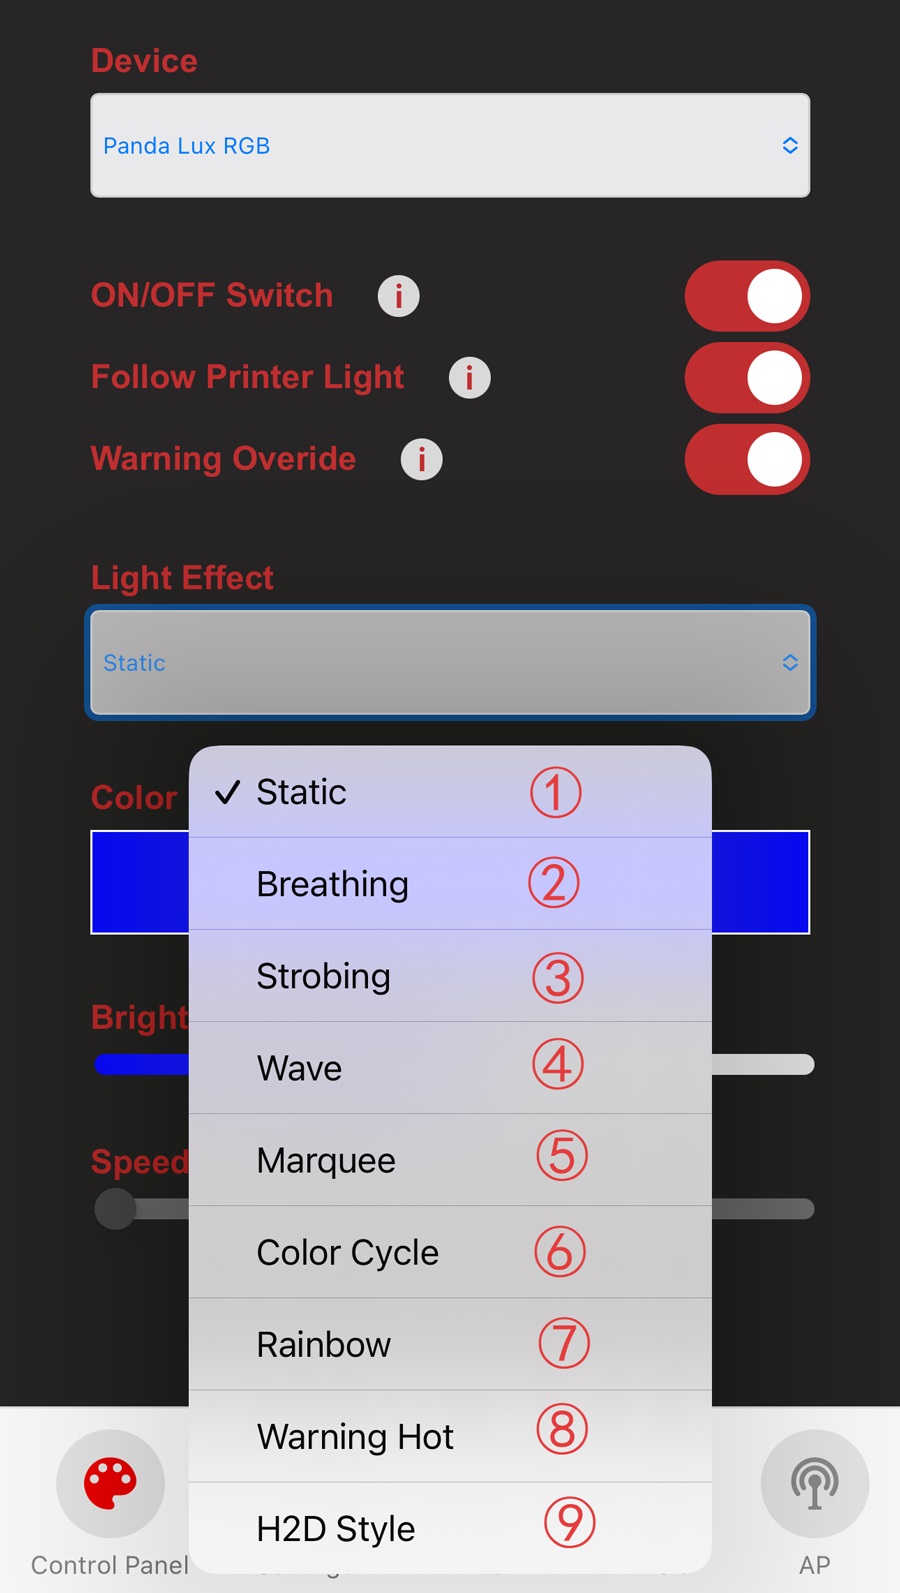 Device
Panda Lux RGB
ON/OFF Switch i
Follow Printer Light i
Warning Overide i
Light Effect
Static
Color
✓ Static ①
Breathing ②
Strobing ③
Bright
Wave ④
Speed
Marquee ⑤
Color Cycle ⑥
Rainbow ⑦
Warning Hot ⑧
H2D Style ⑨
Control Panel
AP